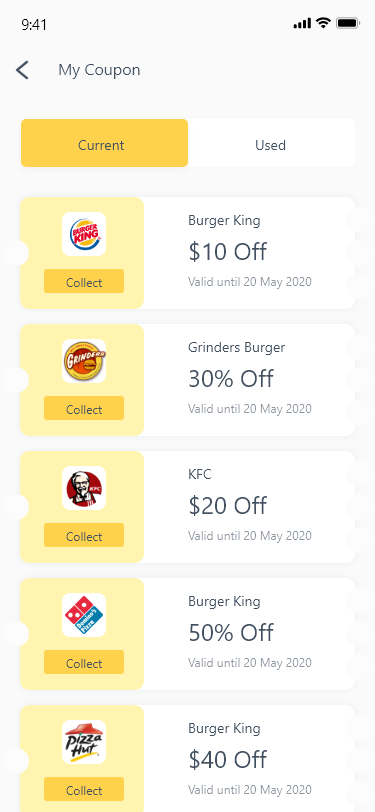 9:41
My Coupon
Current
Used
BURGER
KING
Collect
Burger King
$10 Off
Valid until 20 May 2020
GRINDERS
Collect
Grinders Burger
30% Off
Valid until 20 May 2020
KFC
Collect
KFC
$20 Off
Valid until 20 May 2020
Domino's
Pizza
Collect
Burger King
50% Off
Valid until 20 May 2020
Pizza
Hut
Collect
Burger King
$40 Off
Valid until 20 May 2020